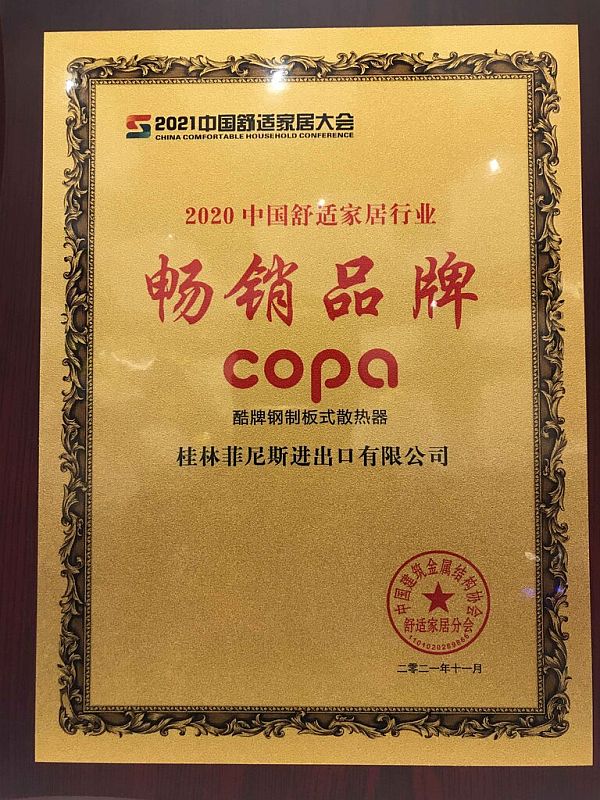 2021中国舒适家居大会
CHINA COMFORTABLE HOUSEHOLD CONFERENCE
2020 中国舒适家居行业
畅销品牌
copa
酷牌钢制板式散热器
桂林菲尼斯进出口有限公司
中国建筑金属结构协会
舒适家居分会
二零二一年十一月